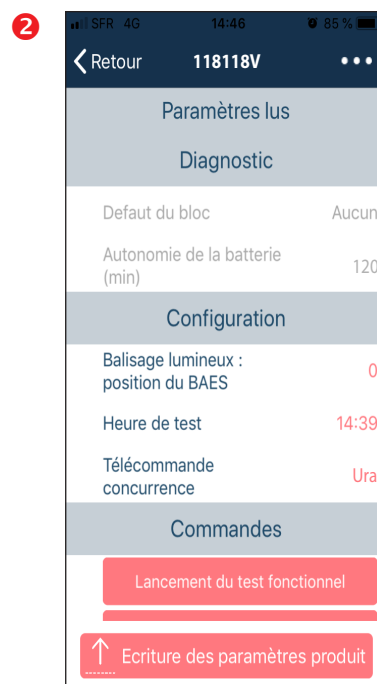 2
SFR 4G 14:46 85 %
Retour 118118V
Paramètres lus
Diagnostic
Defaut du bloc Aucun
Autonomie de la batterie
(min) 120
Configuration
Balisage lumineux :
position du BAES 0
Heure de test 14:39
Télécommande
concurrence Ura
Commandes
Lancement du test fonctionnel
Ecriture des paramètres produit